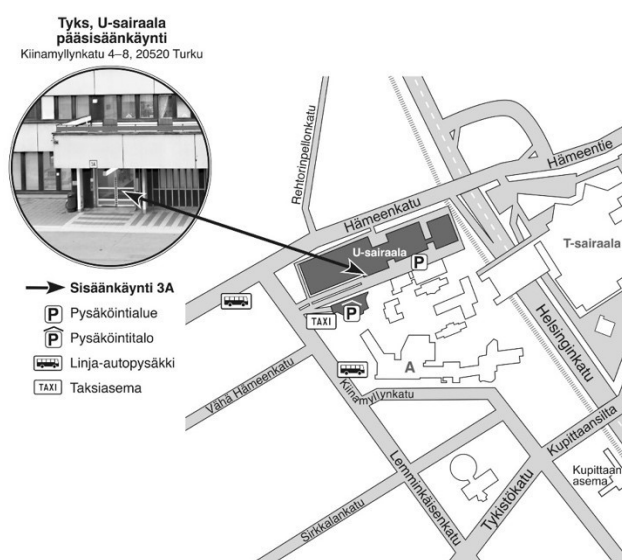 Tyks, U-sairaala
pääsisäänkäynti
Kiinamyllynkatu 4–8, 20520 Turku
3A
Sisäänkäynti 3A
P Pysäköintialue
P Pysäköintitalo
Linja-autopysäkki
TAXI Taksiasema
Rehtorinpellonkatu
Hämeenkatu
Hämeentie
U-sairaala
P
T-sairaala
TAXI
P
A
Helsinginkatu
Kiinamyllynkatu
Vähä Hämeenkatu
Lemminkäisenkatu
Kupittaansilta
Kupittaan
asema
Tykistökatu
Sirkkalankatu